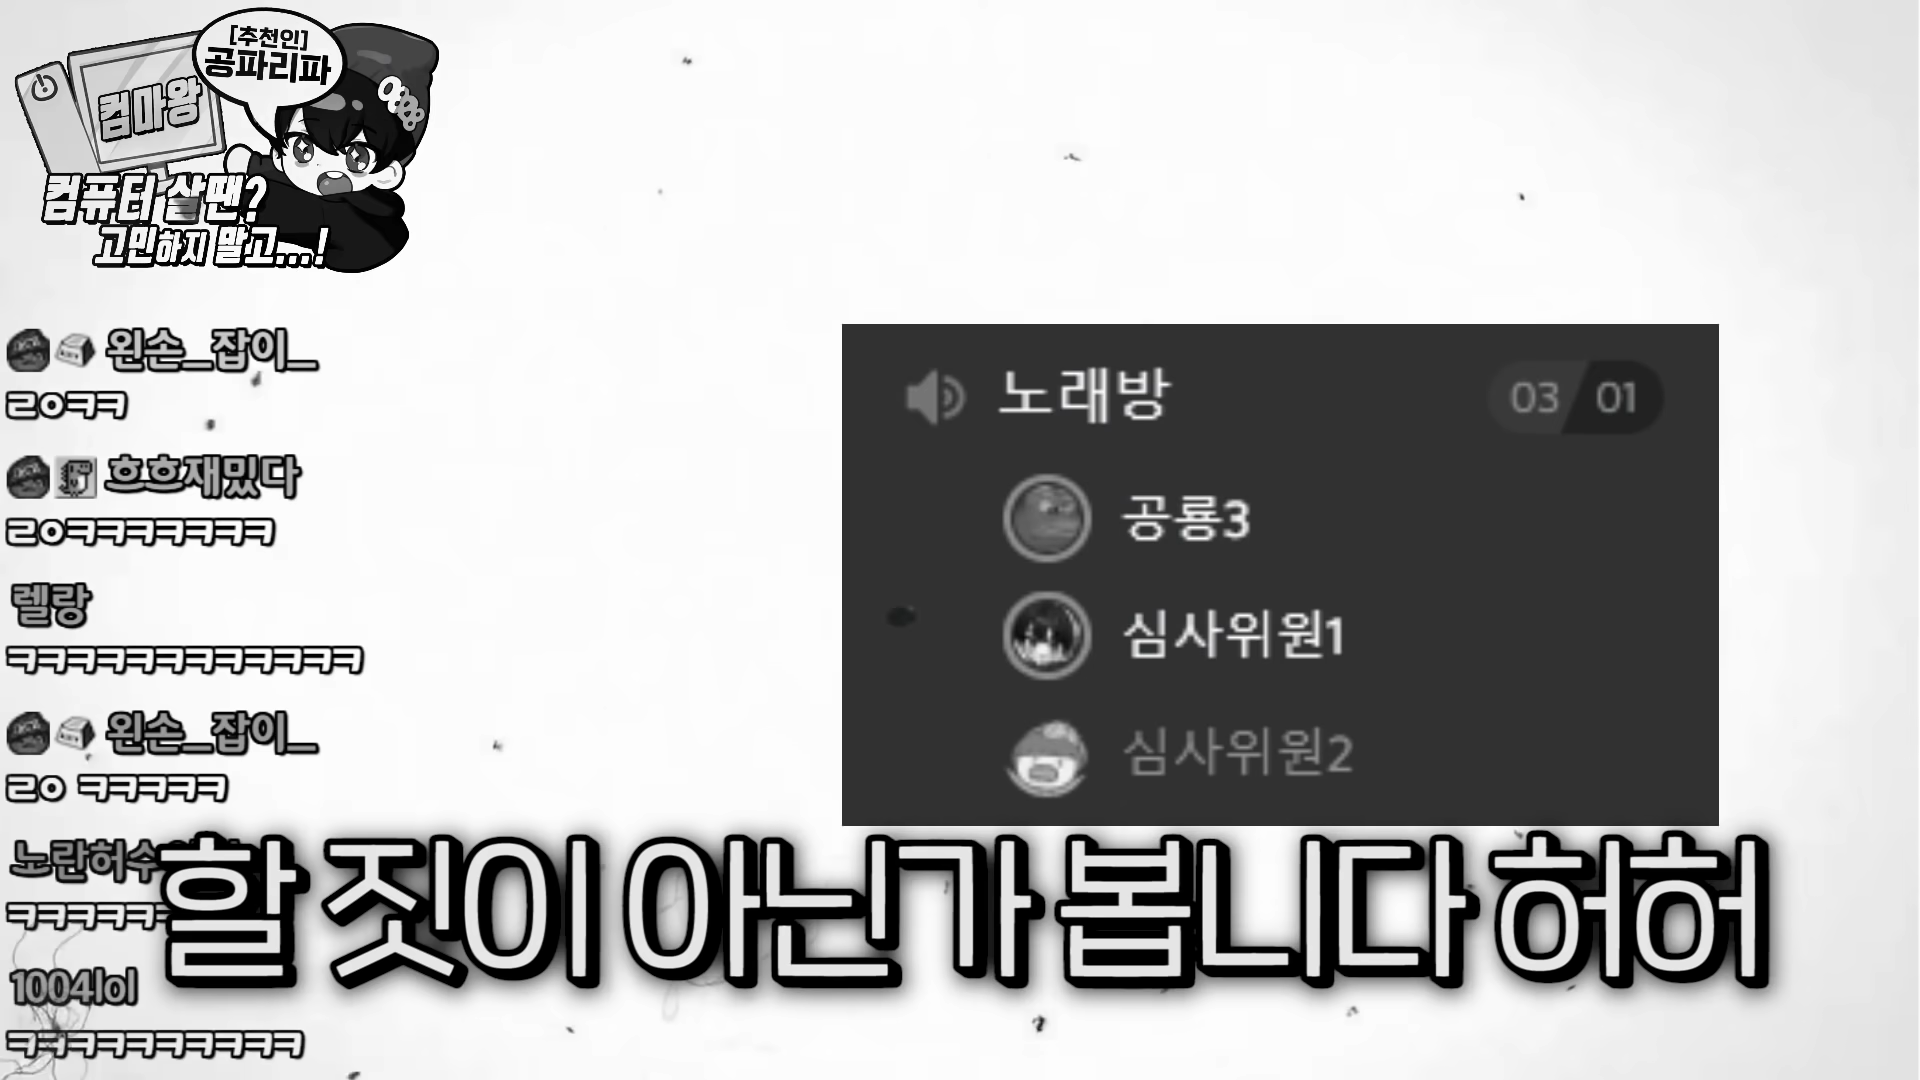 [추천인]
공파리파
컴마왕
컴퓨터 살땐?
고민하지 말고...!
왼손_잡이_
ㄹㅇㅋㅋ
흐흐재밌다
ㄹㅇㅋㅋㅋㅋㅋㅋㅋ
렐랑
ㅋㅋㅋㅋㅋㅋㅋㅋㅋㅋㅋㅋ
왼손_잡이_
ㄹㅇ ㅋㅋㅋㅋㅋ
노란허수
ㅋㅋㅋㅋㅋ
1004lol
ㅋㅋㅋㅋㅋㅋㅋㅋㅋㅋ
노래방 03 01
공룡3
심사위원1
심사위원2
할 짓이 아닌가 봅니다 허허